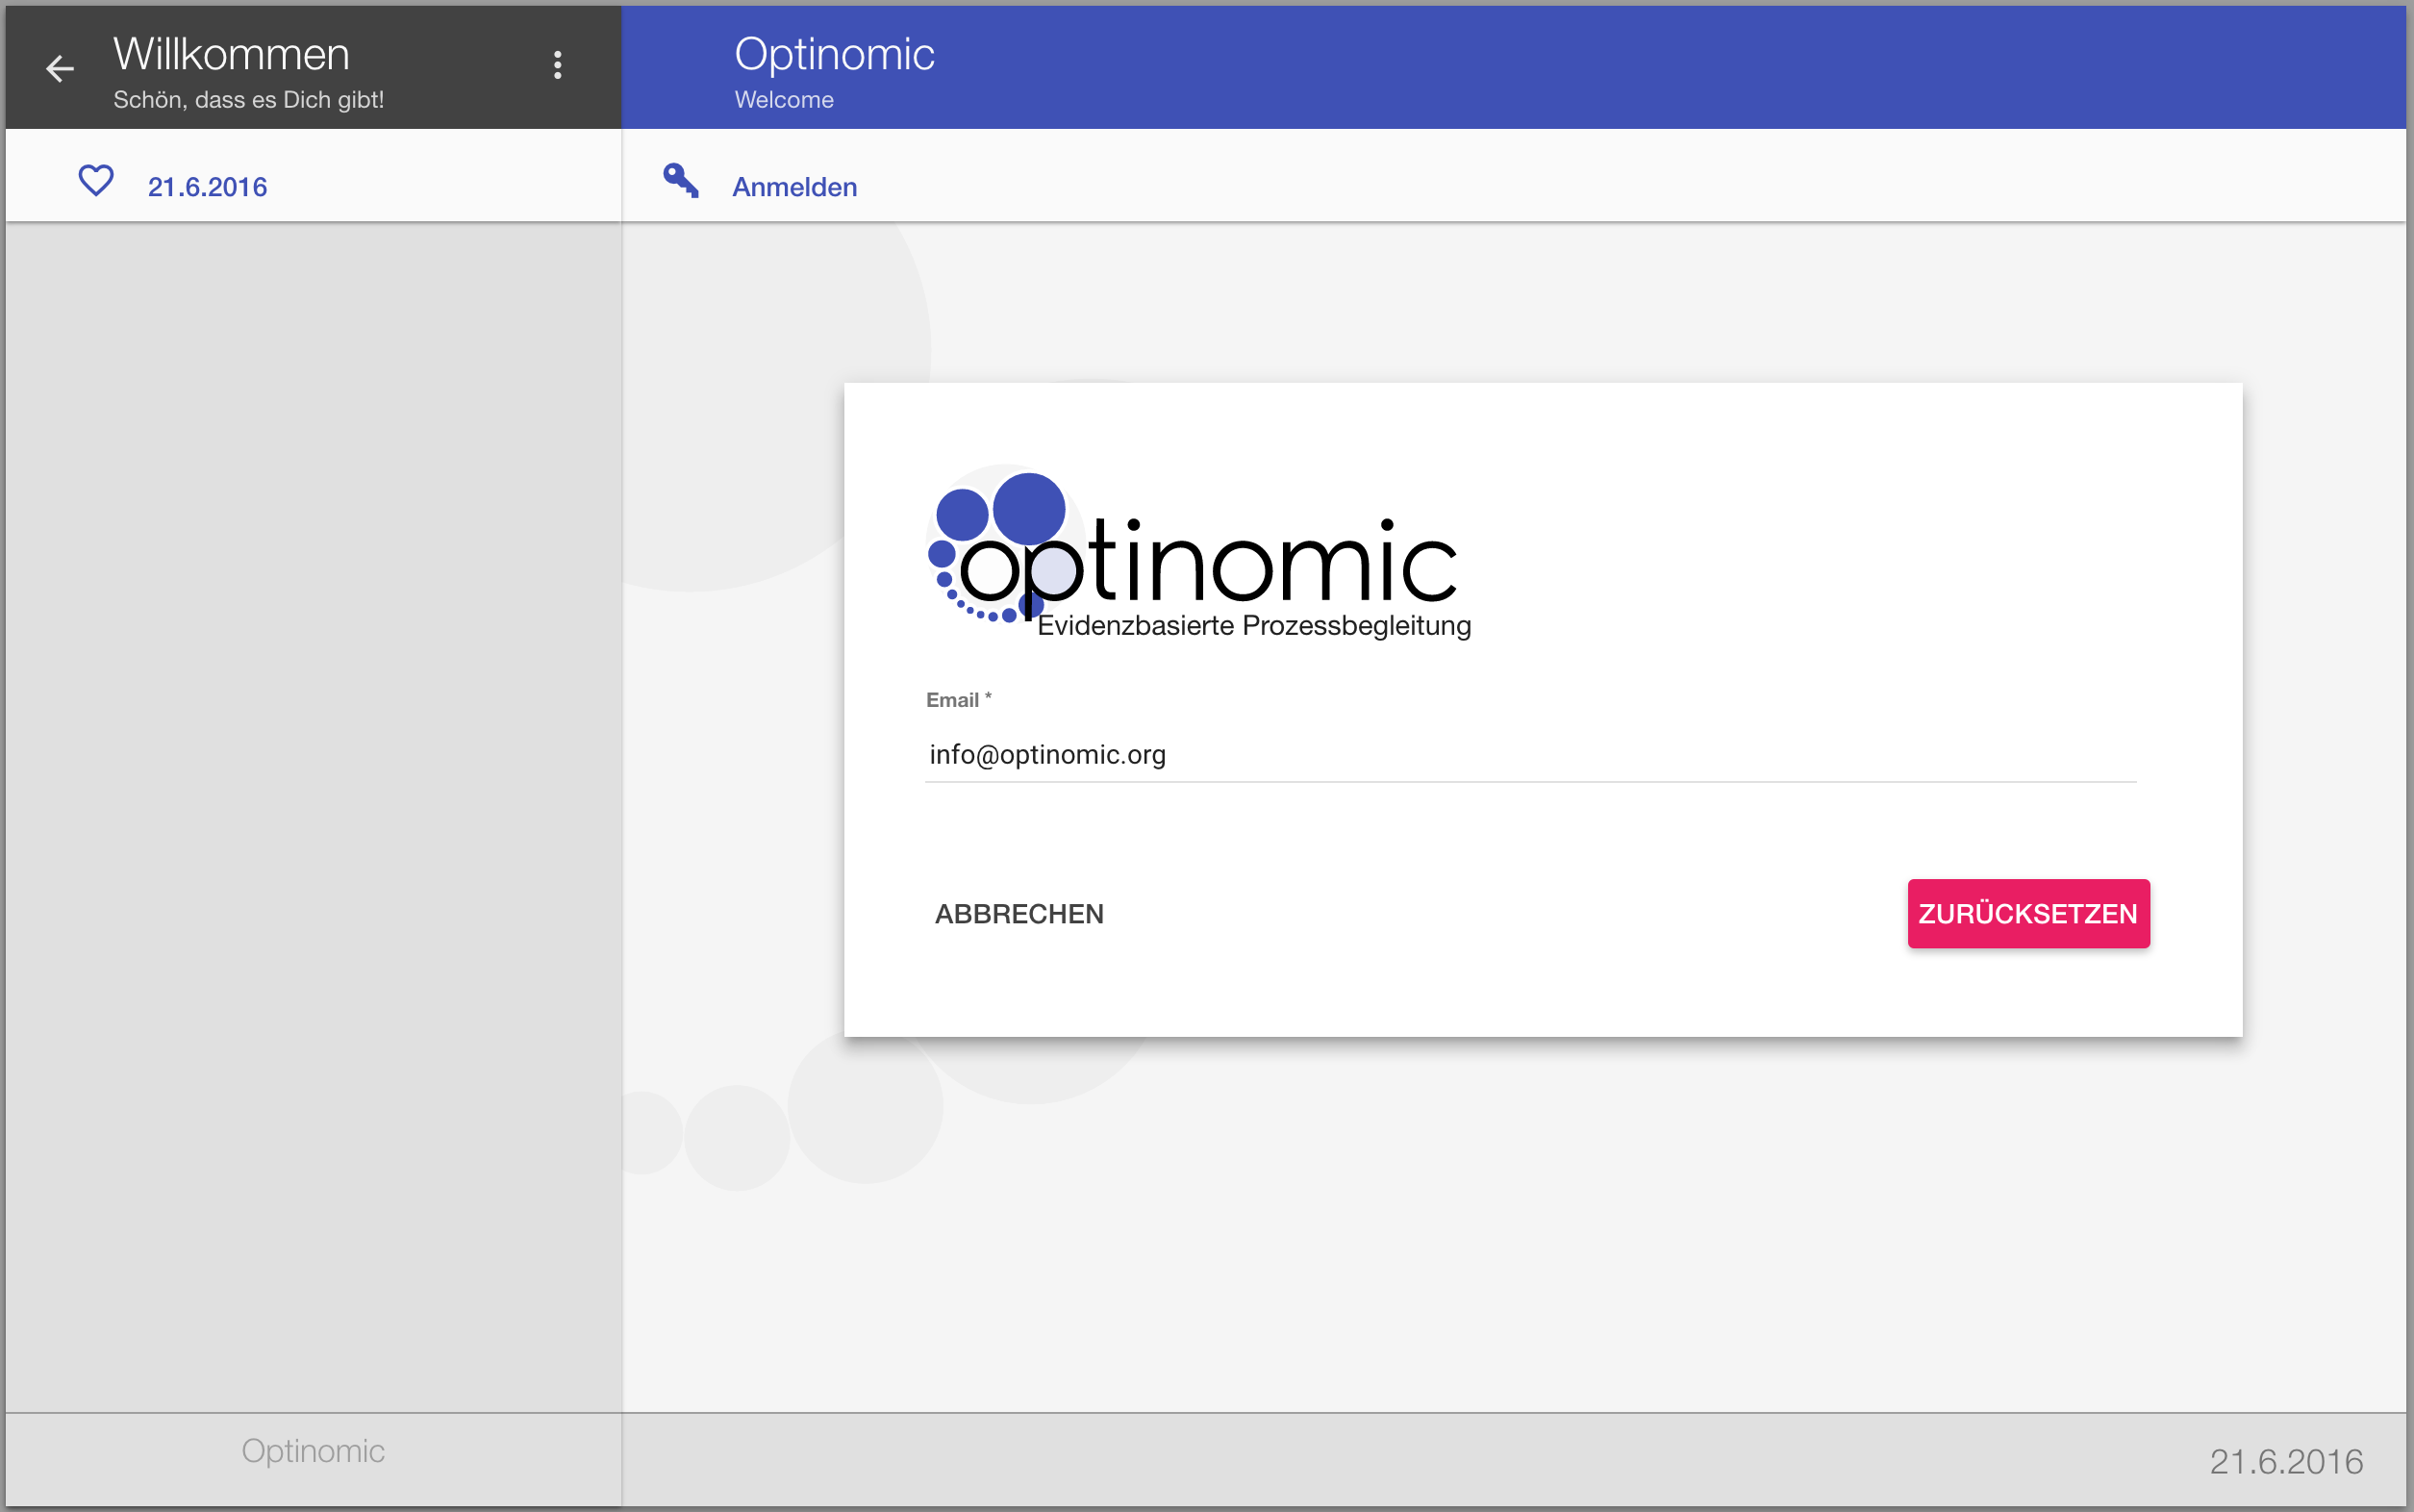 Willkommen
Schön, dass es Dich gibt!
Optinomic
Welcome
21.6.2016
Anmelden
optinomic
Evidenzbasierte Prozessbegleitung
Email *
info@optinomic.org
ABBRECHEN
ZURÜCKSETZEN
Optinomic
21.6.2016